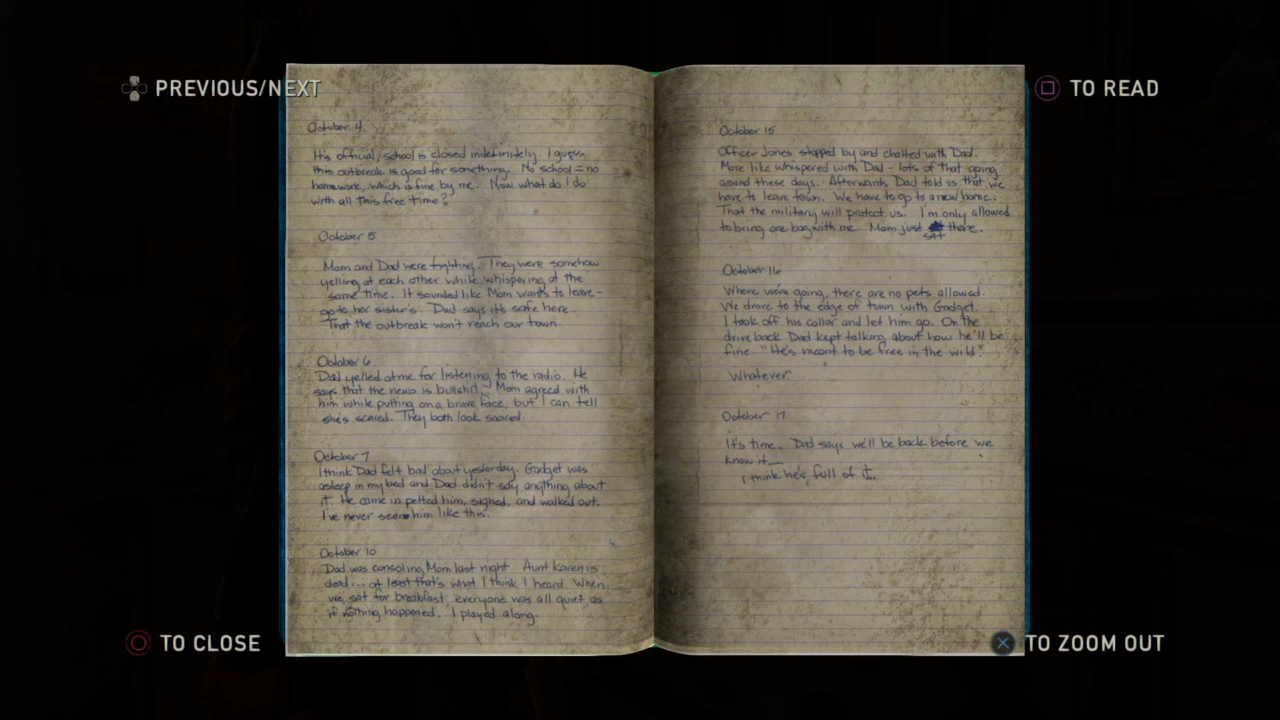 PREVIOUS/NEXT
TO READ
October 4
It's official, school is closed indefinitely. I guess
this outbreak is good for something. No school = no
homework, which is fine by me. Now what do I do
with all this free time?
October 5
Mom and Dad were fighting. They were somehow
yelling at each other while whispering at the
same time. It sounded like Mom wants to leave -
go to her sister's. Dad says it's safe here.
That the outbreak won't reach our town.
October 6
Dad yelled at me for listening to the radio. He
says that the news is bullshit. Mom agreed with
him while putting on a brave face, but I can tell
she's scared. They both look scared.
October 7
I think Dad felt bad about yesterday. Gadget was
asleep in my bed and Dad didn't say anything about
it. He came in petted him, sighed, and walked out.
I've never seen him like this.
October 10
Dad was consoling Mom last night. Aunt Karen is
dead... at least that's what I think I heard. When
we sat for breakfast, everyone was all quiet as
if nothing happened. I played along.
October 15
Officer Jones stopped by and chatted with Dad.
More like whispered with Dad - lots of that going
around these days. Afterwards Dad told us that we
have to leave town. We have to go to a new home.
That the military will protect us. I'm only allowed
to bring one bag with me. Mom just there.
sat
October 16
Where we're going, there are no pets allowed.
We drove to the edge of town with Gadget.
I took off his collar and let him go. On the
drive back Dad kept talking about how he'll be
fine. "He's meant to be free in the wild".
Whatever.
October 17
It's time. Dad says we'll be back before we
know it
I think he's full of it.
TO CLOSE
TO ZOOM OUT